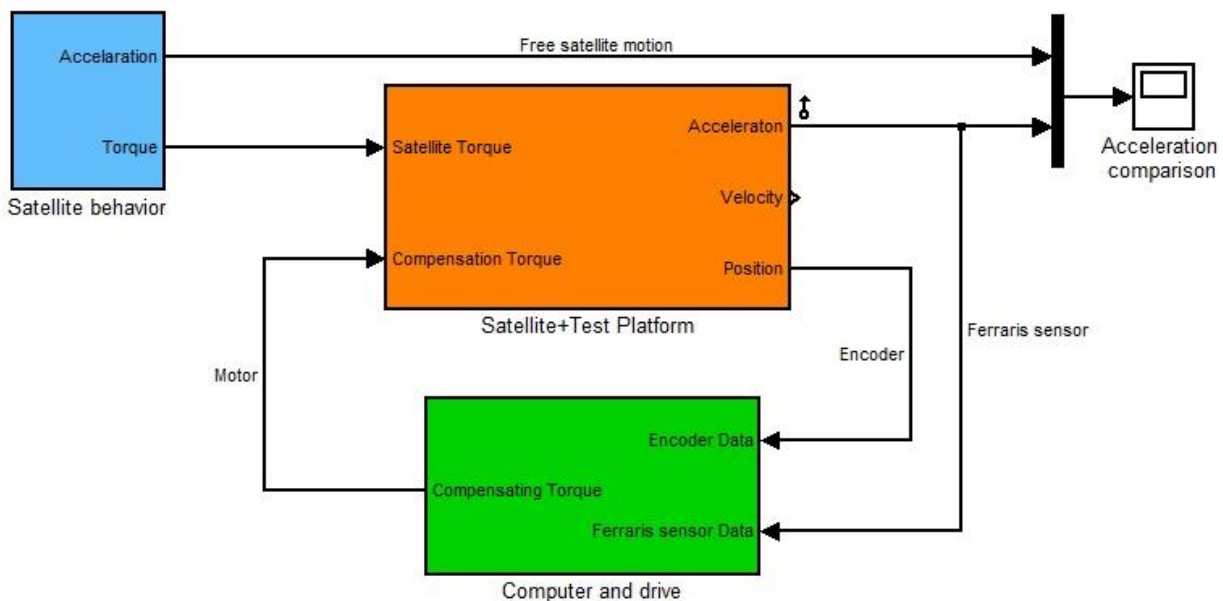 Free satellite motion
Accelaration
Torque
Satellite behavior
Acceleraton
Satellite Torque
Velocity
Compensation Torque
Position
Satellite+Test Platform
Acceleration
comparison
Ferraris sensor
Encoder
Motor
Encoder Data
Compensating Torque
Ferraris sensor Data
Computer and drive